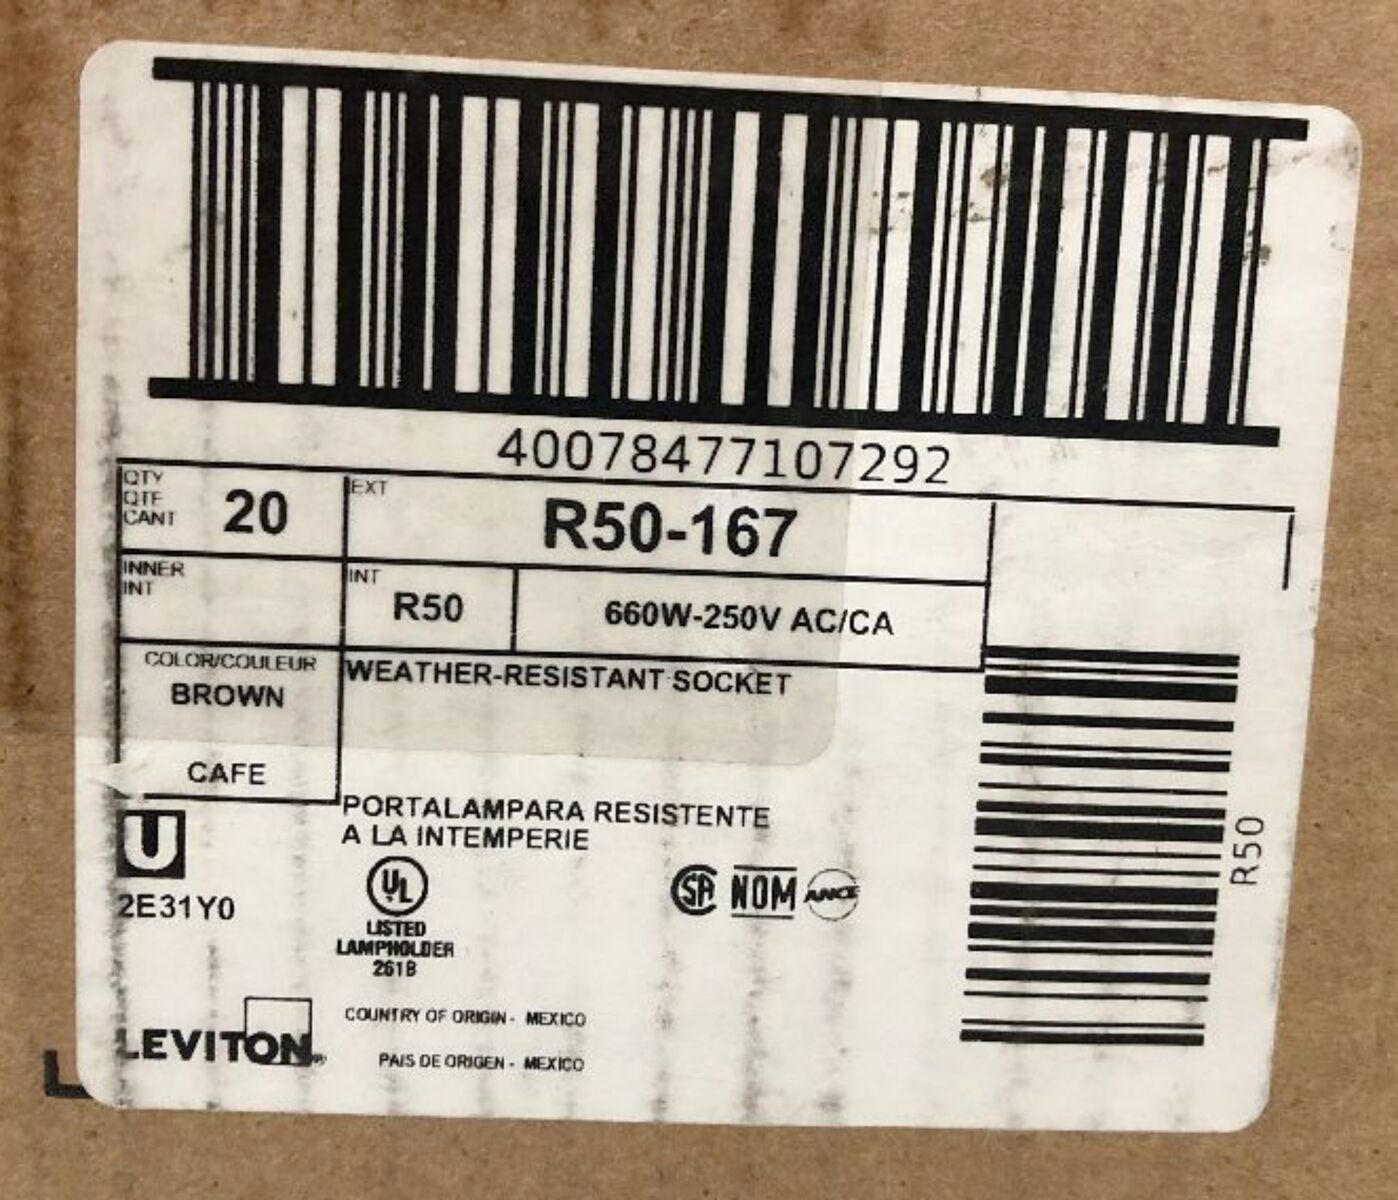 40078477107292
QTY
QTE
CANT
20
EXT
R50-167
INNER
INT
INT
R50
660W-250V AC/CA
COLOR/COULEUR
BROWN
CAFE
WEATHER-RESISTANT SOCKET
PORTALAMPARA RESISTENTE
A LA INTEMPERIE
U
2E31Y0
UL
LISTED
LAMPHOLDER
261B
SA NOM ANCE
R50
LEVITON
COUNTRY OF ORIGIN - MEXICO
PAIS DE ORIGEN - MEXICO
L